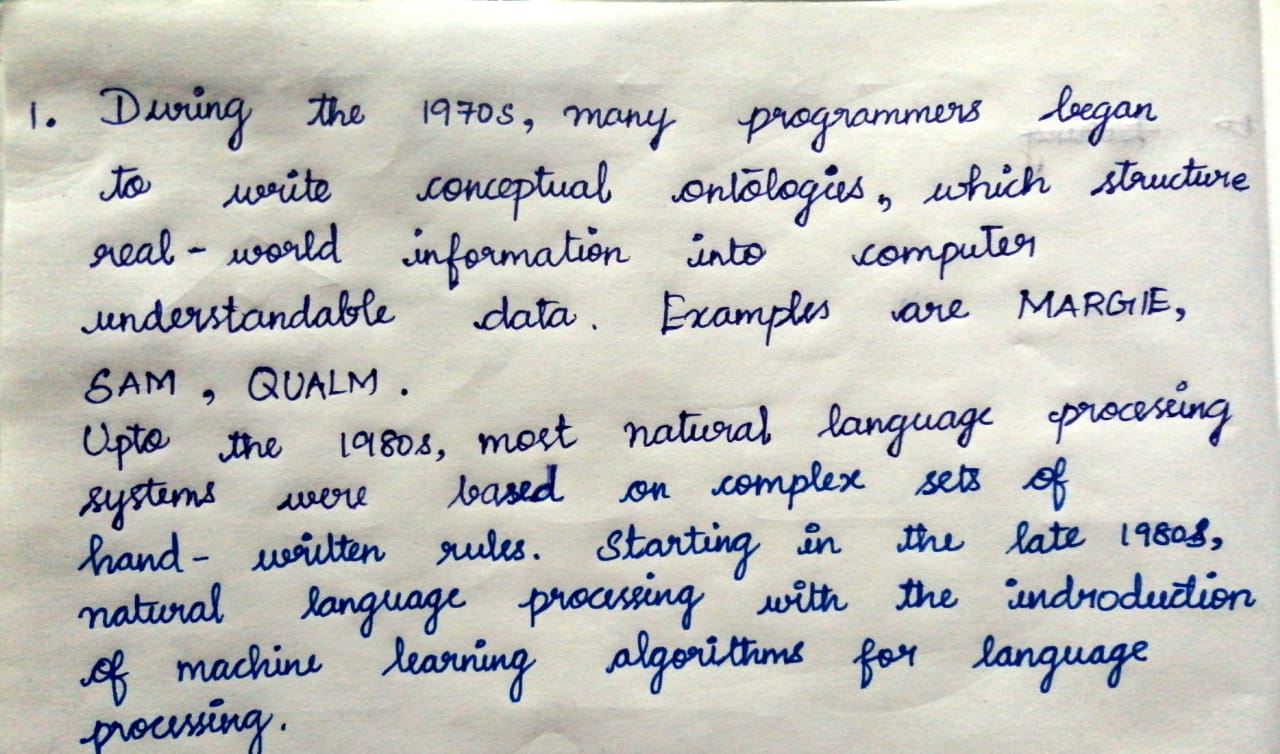 1. During the 1970s, many programmers began
to write conceptual ontologies, which structure
real-world information into computer
understandable data. Examples are MARGIE,
SAM, QUALM.
Upto the 1980s, most natural language processing
systems were based on complex sets of
hand-written rules. Starting in the late 1980s,
natural language processing with the indroduction
of machine learning algorithms for language
processing.